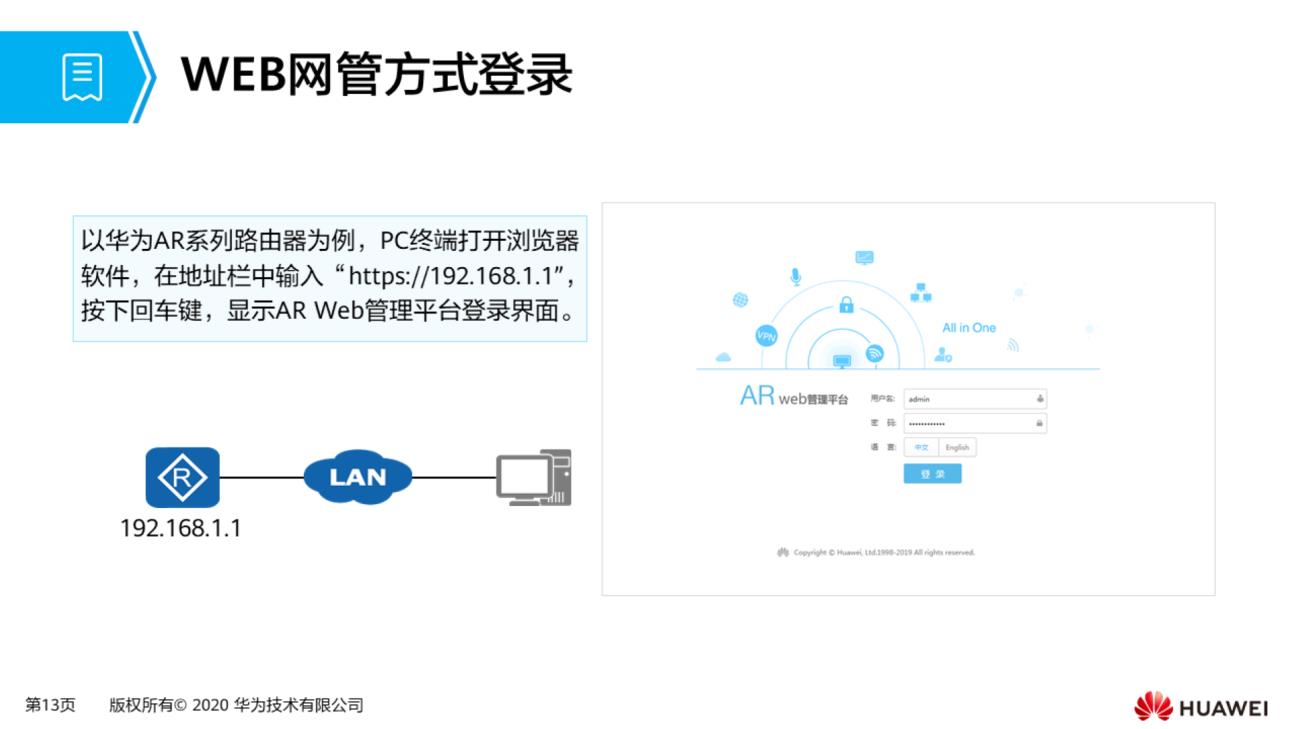 WEB网管方式登录
以华为AR系列路由器为例，PC终端打开浏览器
软件，在地址栏中输入“https://192.168.1.1”，
按下回车键，显示AR Web管理平台登录界面。
R
LAN
192.168.1.1
VPN
All in One
AR web管理平台
用户名: admin
密 码: ••••••••••••
语 言: 中文 English
登 录
Copyright © Huawei, Ltd.1998-2019 All rights reserved.
第13页 版权所有© 2020 华为技术有限公司
HUAWEI